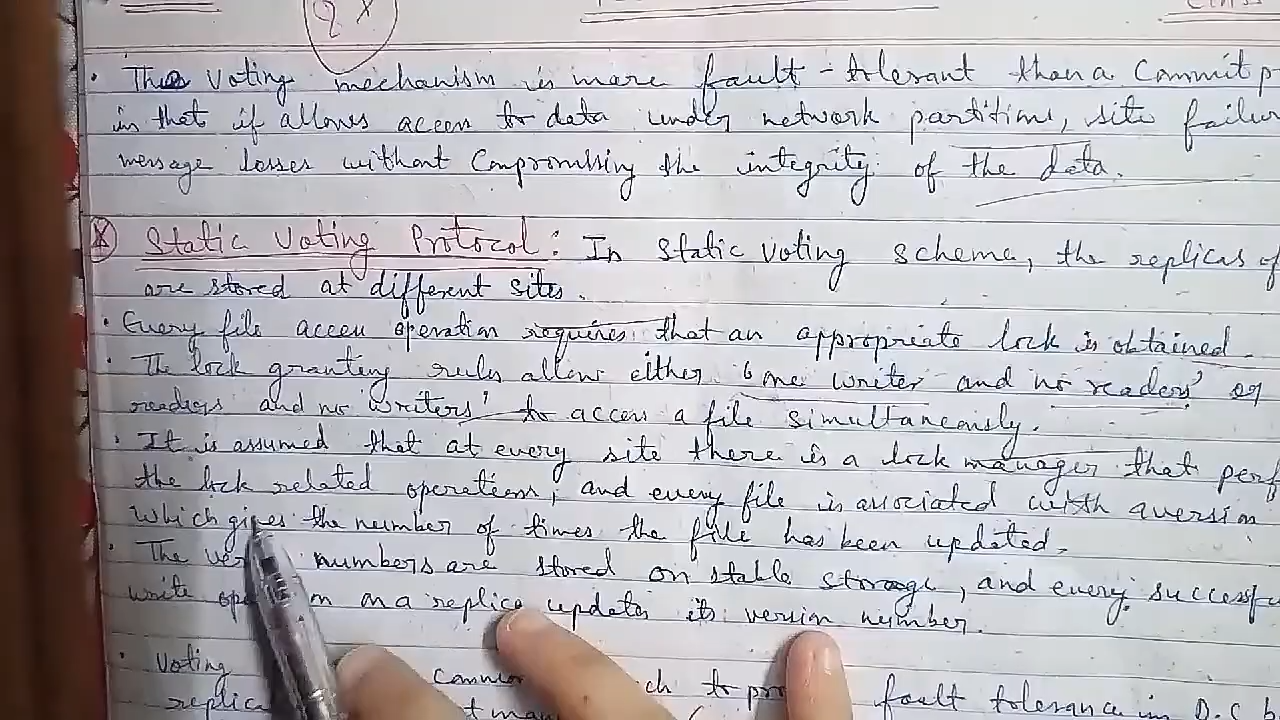 • The Voting mechanism is more fault-tolerant than a Commit p
in that if allows access to data under network partitions, site failur
message losses without Compromissing the integrity of the data.
Static Voting Protocol: In static voting scheme, the replicas of
are stored at different sites.
• Every file access operation requires that an appropriate lock is obtained.
• The lock granting rules allow either 'one writer and no readers' or
readers and no writers' to access a file simultaneously.
• It is assumed that at every site there is a lock manager that perf
the lock related operations, and every file is associated with a version
which gives the number of times the file has been updated.
• The ver numbers are stored on stable storage, and every successfu
write on a replica updates its version number.
• Voting
replica fault tolerance in D.S b